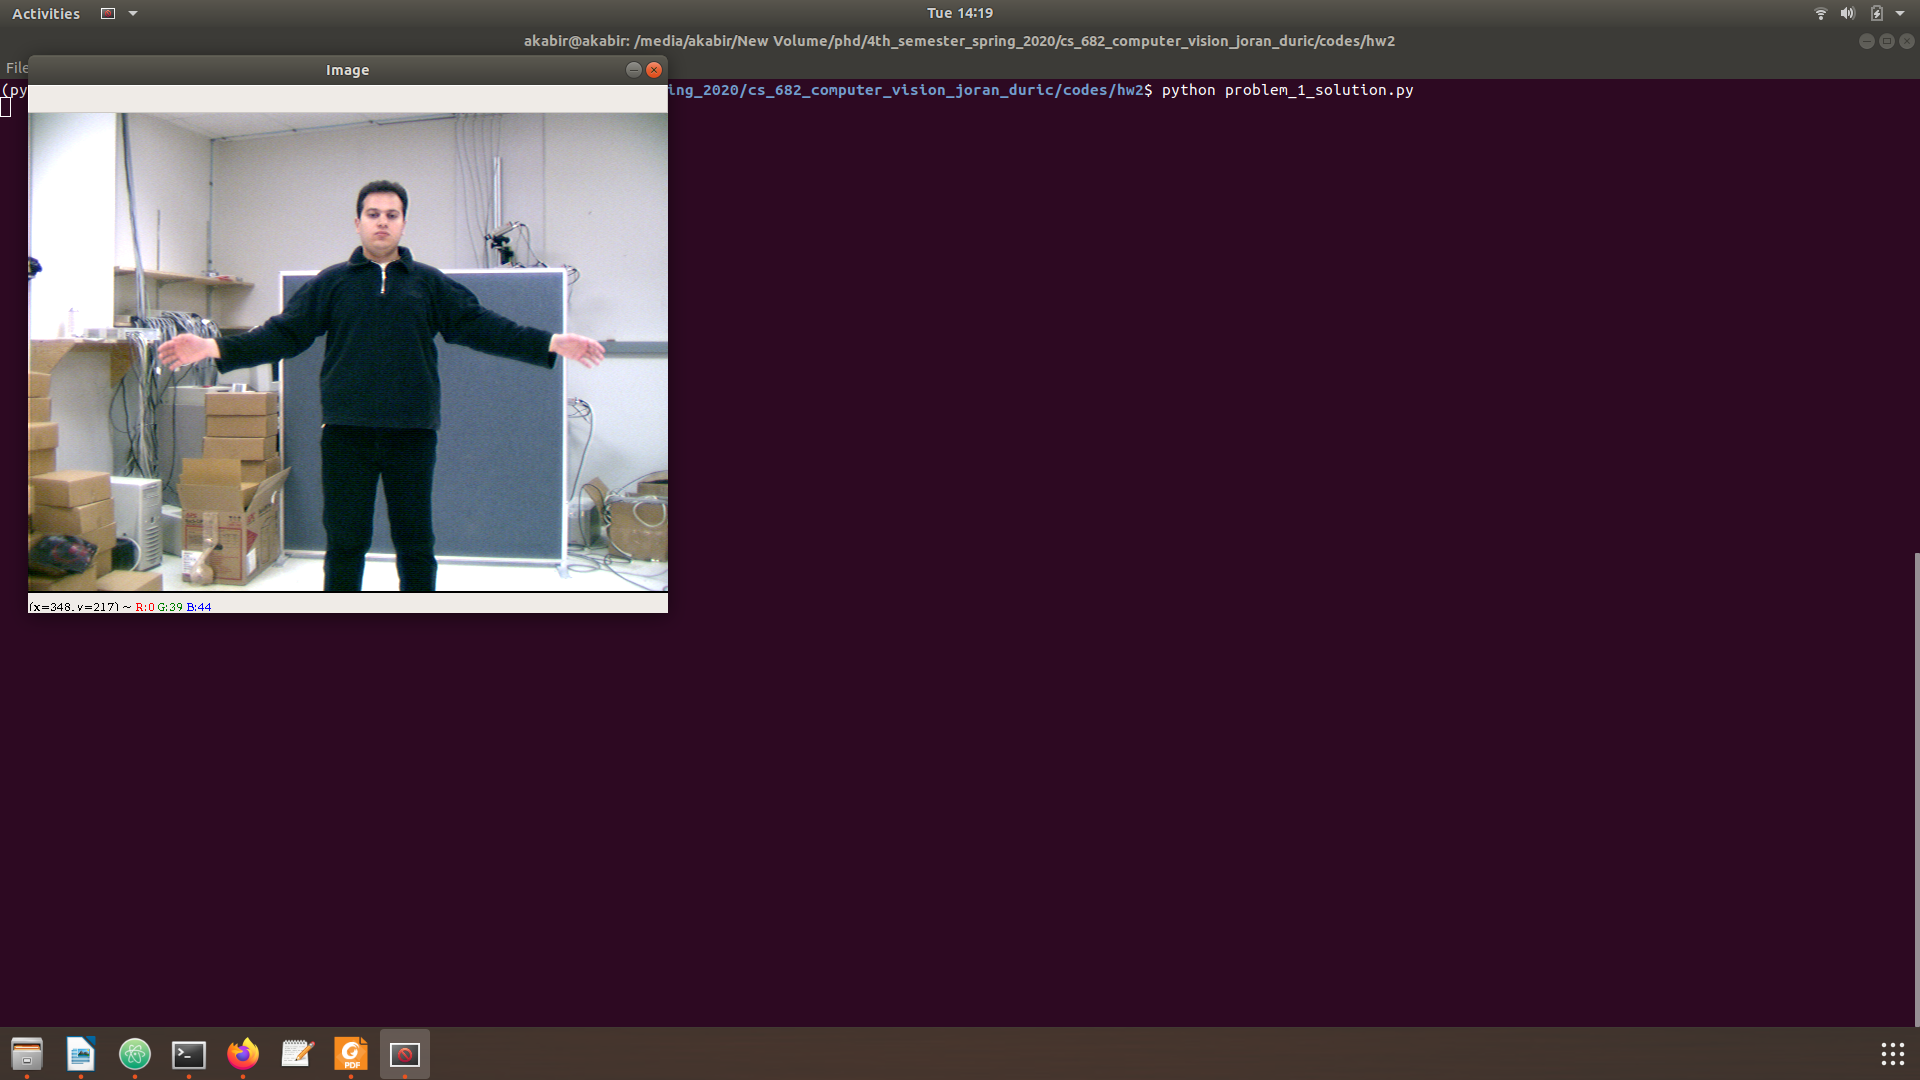 Activities
Tue 14:19
akabir@akabir: /media/akabir/New Volume/phd/4th_semester_spring_2020/cs_682_computer_vision_joran_duric/codes/hw2
File
Image
(py ing_2020/cs_682_computer_vision_joran_duric/codes/hw2$ python problem_1_solution.py
(x=348, y=217) ~ R:0 G:39 B:44
PDF